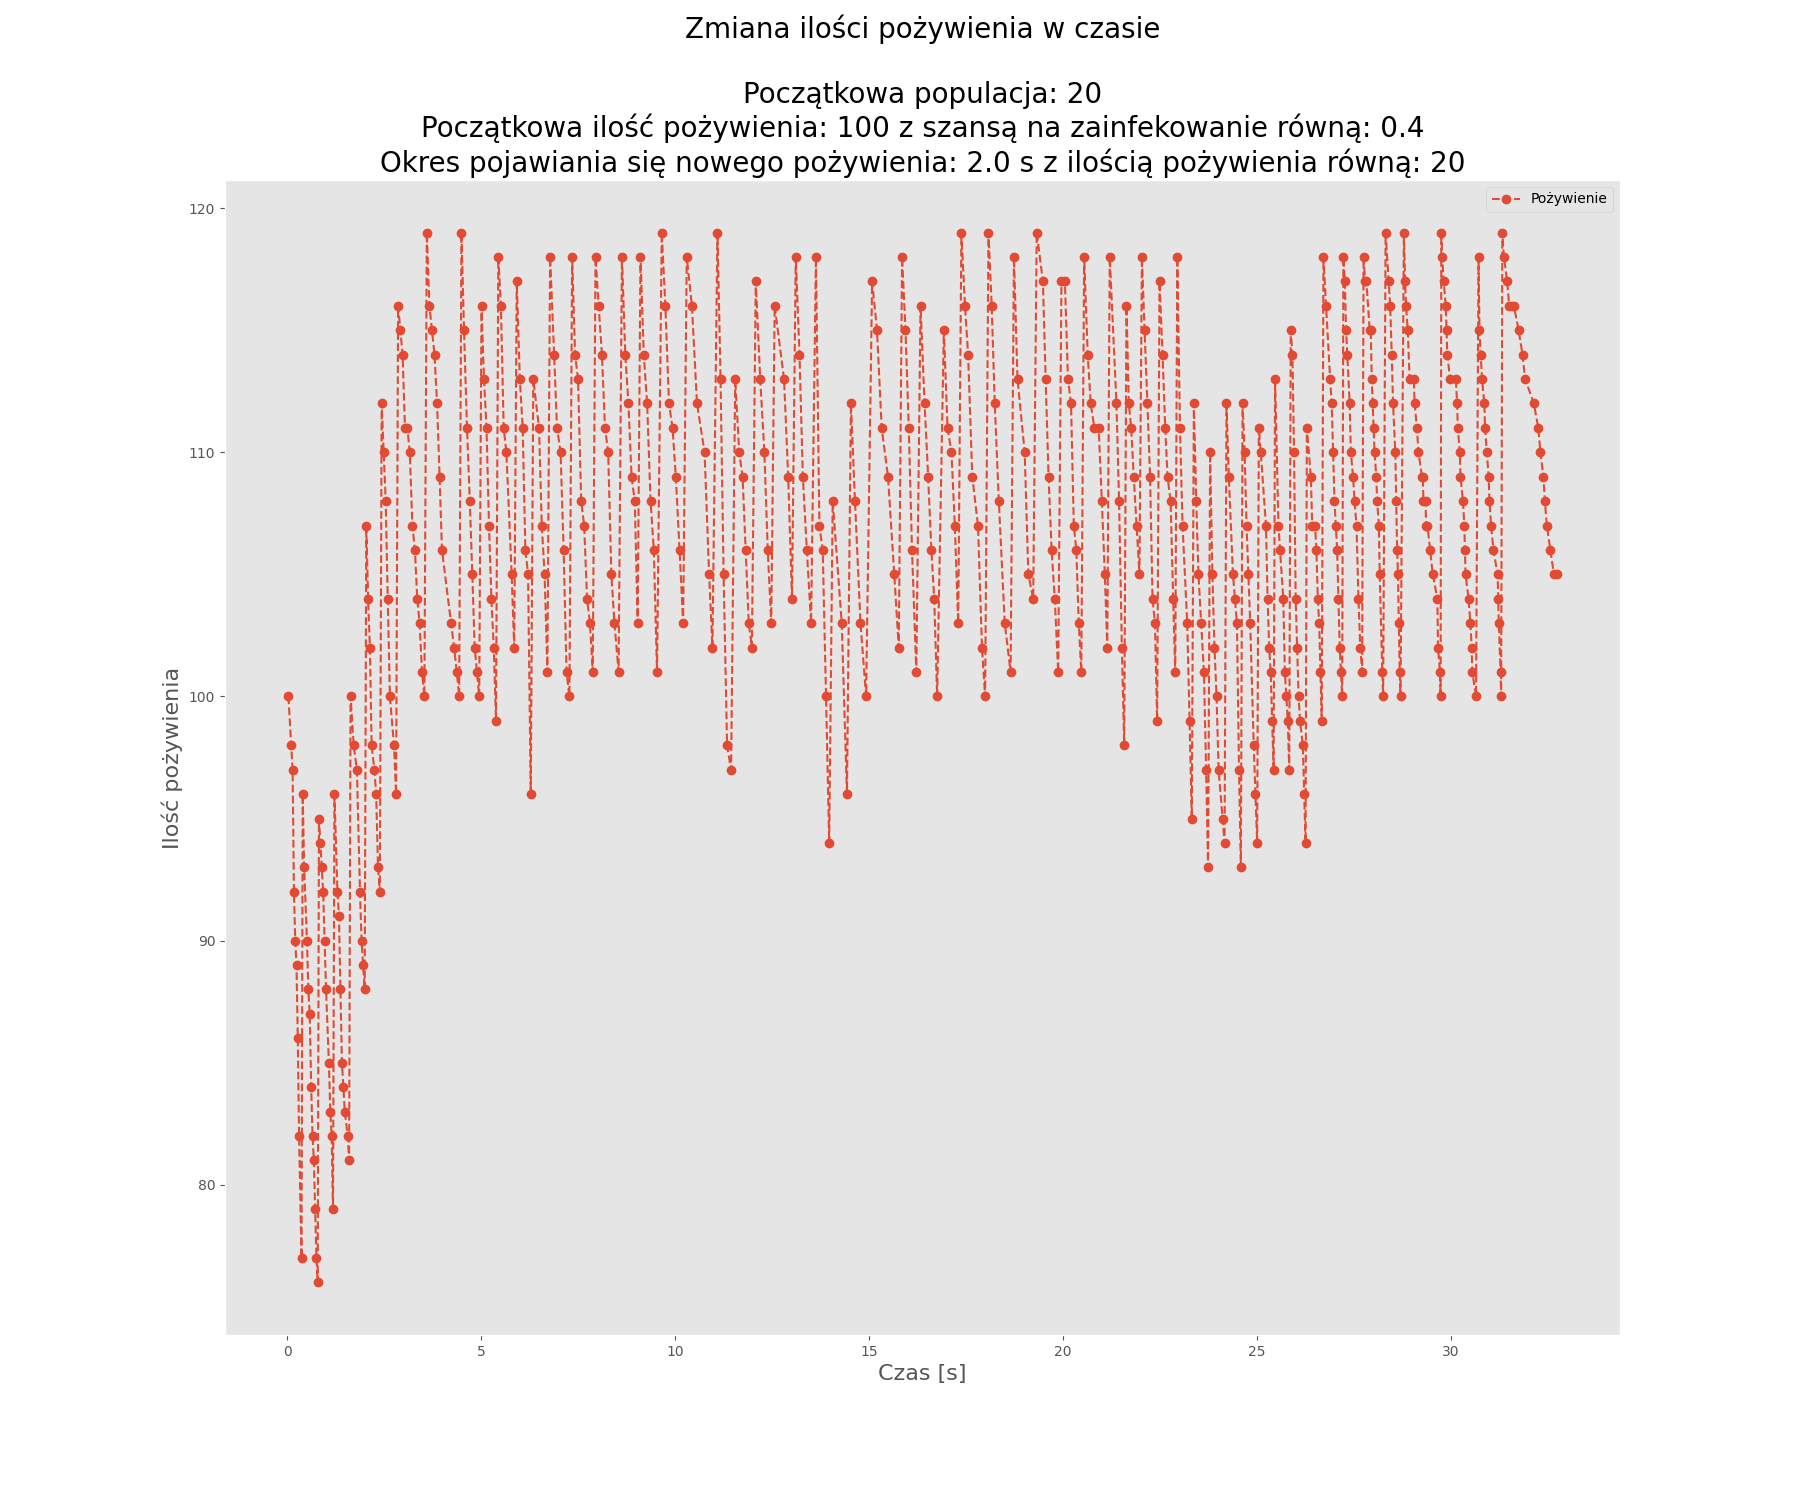 Zmiana ilości pożywienia w czasie
Początkowa populacja: 20
Początkowa ilość pożywienia: 100 z szansą na zainfekowanie równą: 0.4
Okres pojawiania się nowego pożywienia: 2.0 s z ilością pożywienia równą: 20
Pożywienie
120
110
100
90
80
Ilość pożywienia
0 5 10 15 20 25 30
Czas [s]